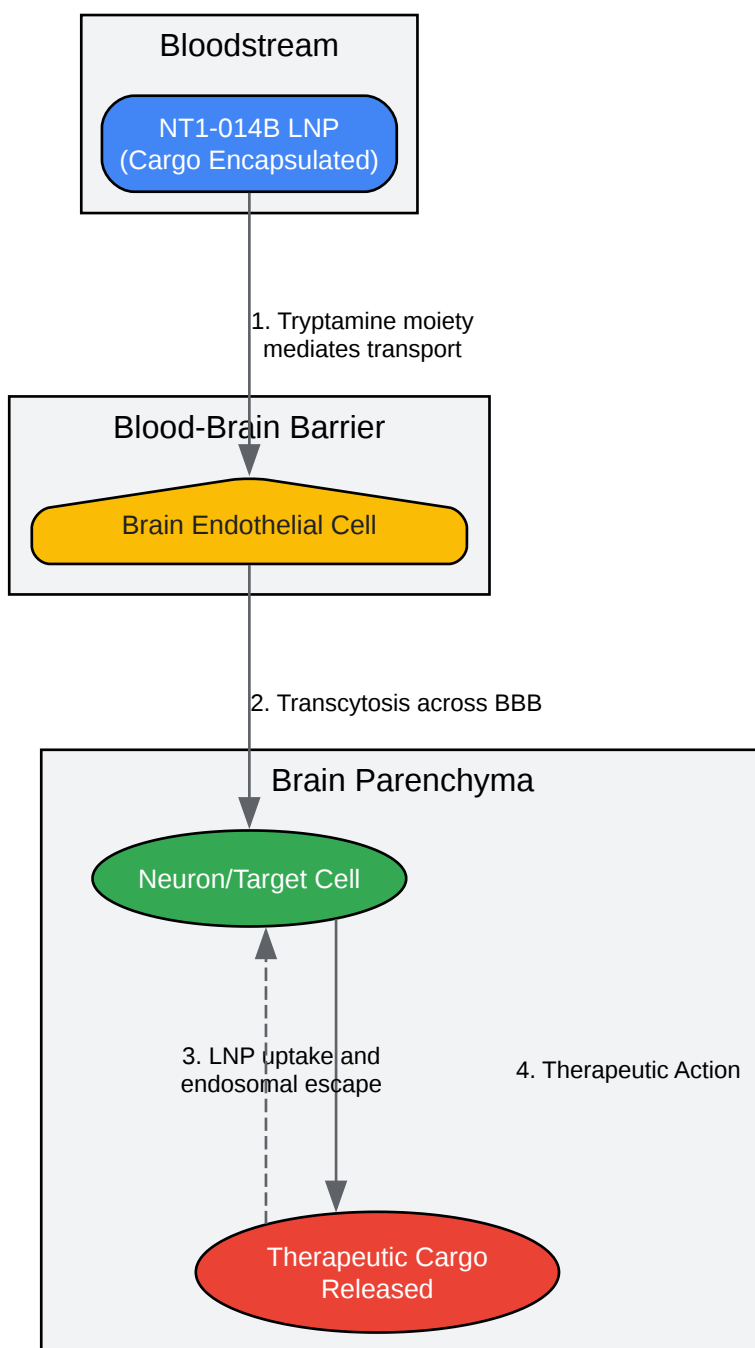 Bloodstream
NT1-014B LNP
(Cargo Encapsulated)
1. Tryptamine moiety
mediates transport
Blood-Brain Barrier
Brain Endothelial Cell
2. Transcytosis across BBB
Brain Parenchyma
Neuron/Target Cell
3. LNP uptake and
endosomal escape
4. Therapeutic Action
Therapeutic Cargo
Released